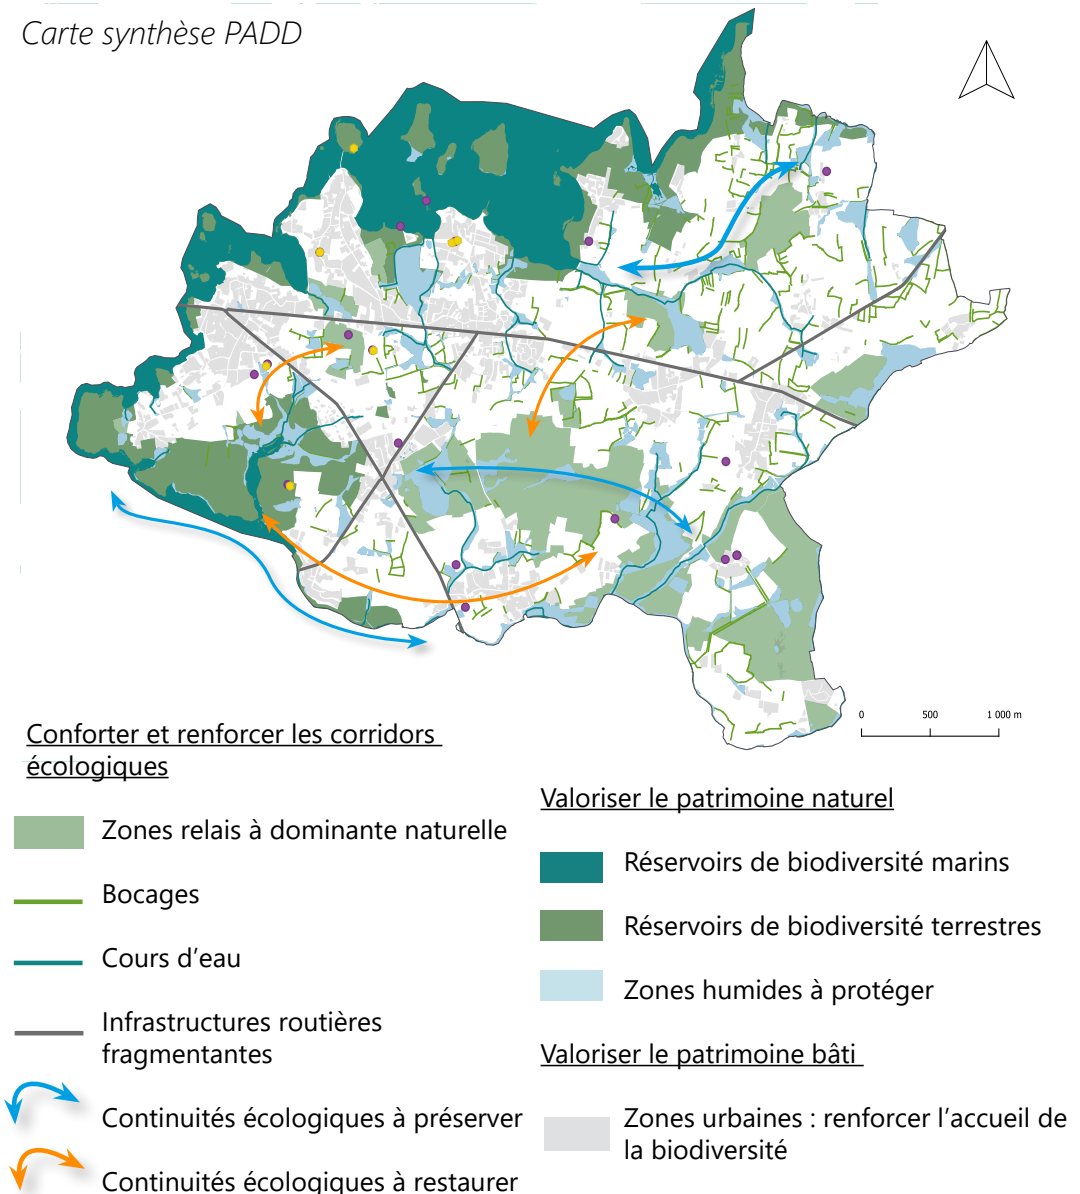 Carte synthèse PADD
0 500 1 000 m
Conforter et renforcer les corridors
écologiques
Zones relais à dominante naturelle
Bocages
Cours d’eau
Infrastructures routières
fragmentantes
Continuités écologiques à préserver
Continuités écologiques à restaurer
Valoriser le patrimoine naturel
Réservoirs de biodiversité marins
Réservoirs de biodiversité terrestres
Zones humides à protéger
Valoriser le patrimoine bâti
Zones urbaines : renforcer l’accueil de
la biodiversité